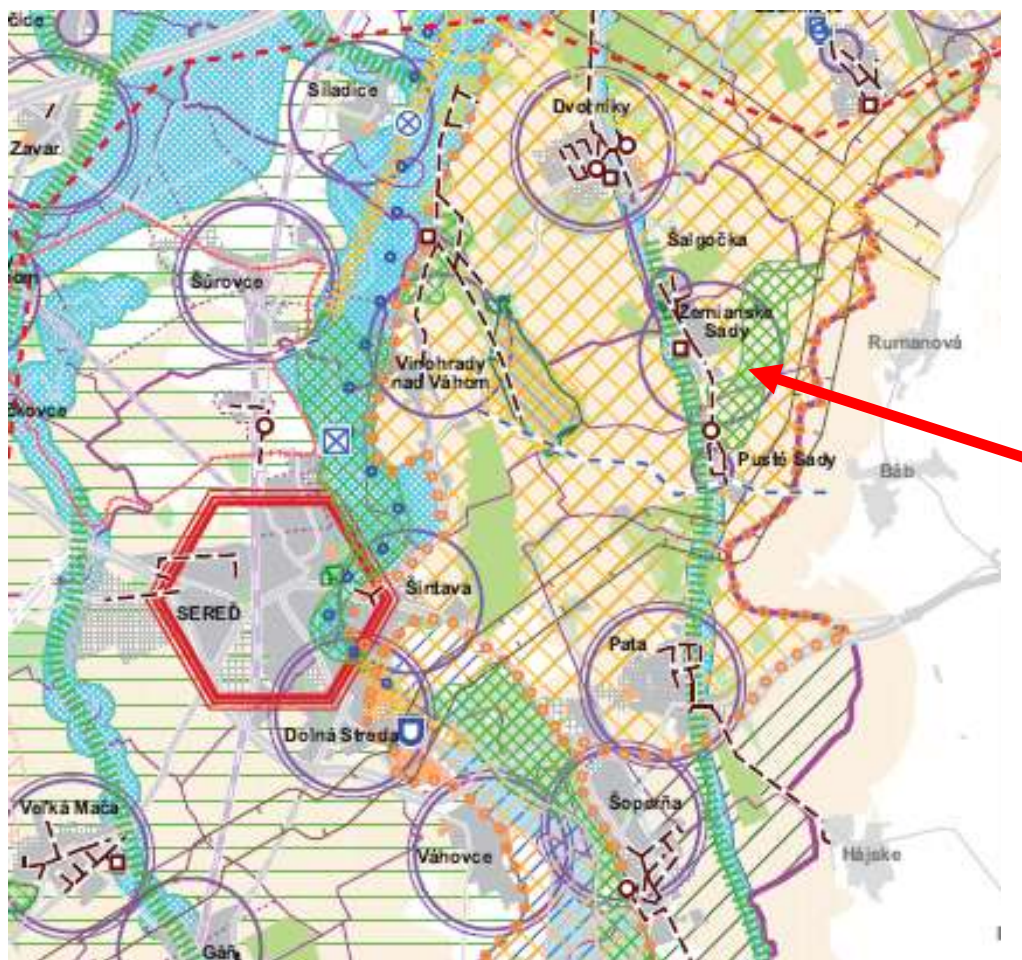 Siladice
Dvorníky
Zavar
Šalgočka
Šúrovce
Zemianske
Sady
Rumanová
Vinohrady
nad Váhom
Pusté Sady
Báb
Šintava
SEREĎ
Pata
Dolná Streda
Veľká Mača
Šoporňa
Váhovce
Hájske